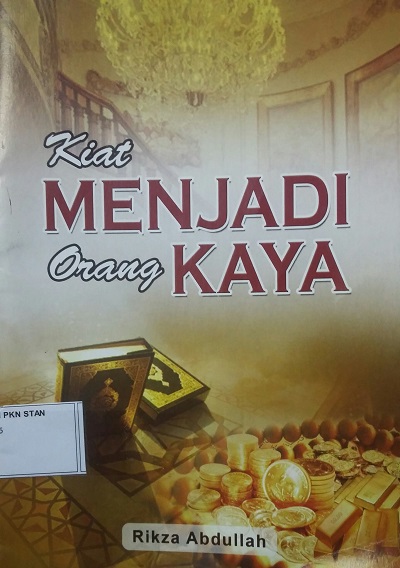 Kiat
MENJADI
Orang KAYA
PKN STAN
Rikza Abdullah